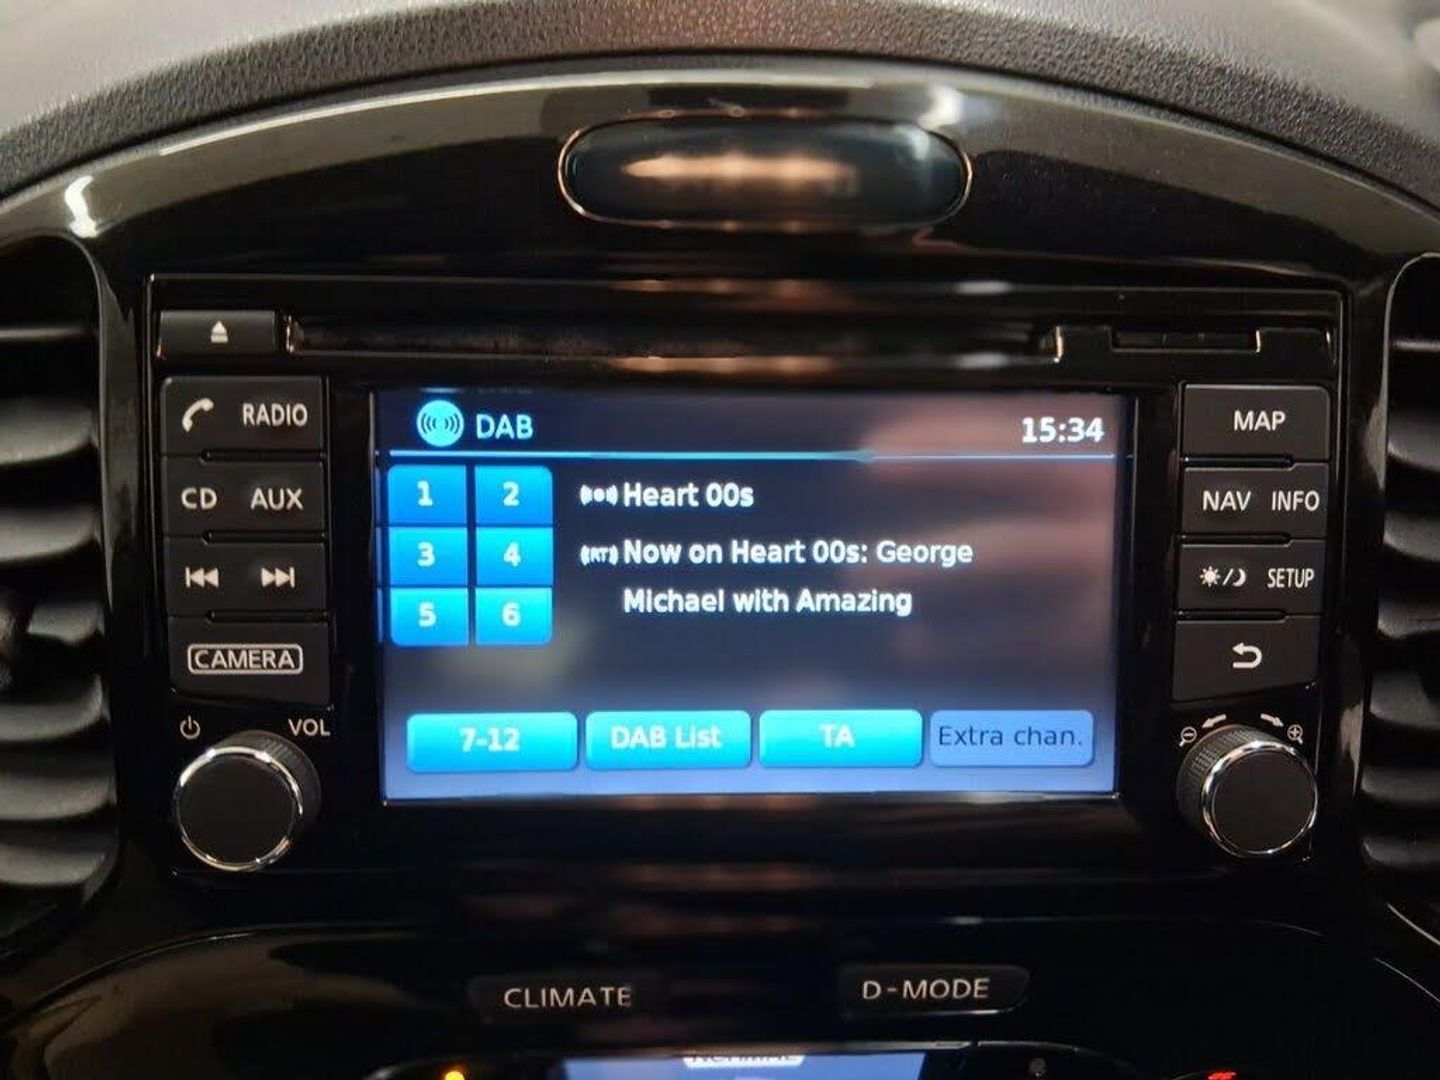 DAB 15:34
RADIO
CD AUX
CAMERA
VOL
1 2
3 4
5 6
Heart 00s
RT Now on Heart 00s: George
Michael with Amazing
7-12 DAB List TA Extra chan.
MAP
NAV INFO
SETUP
CLIMATE D-MODE